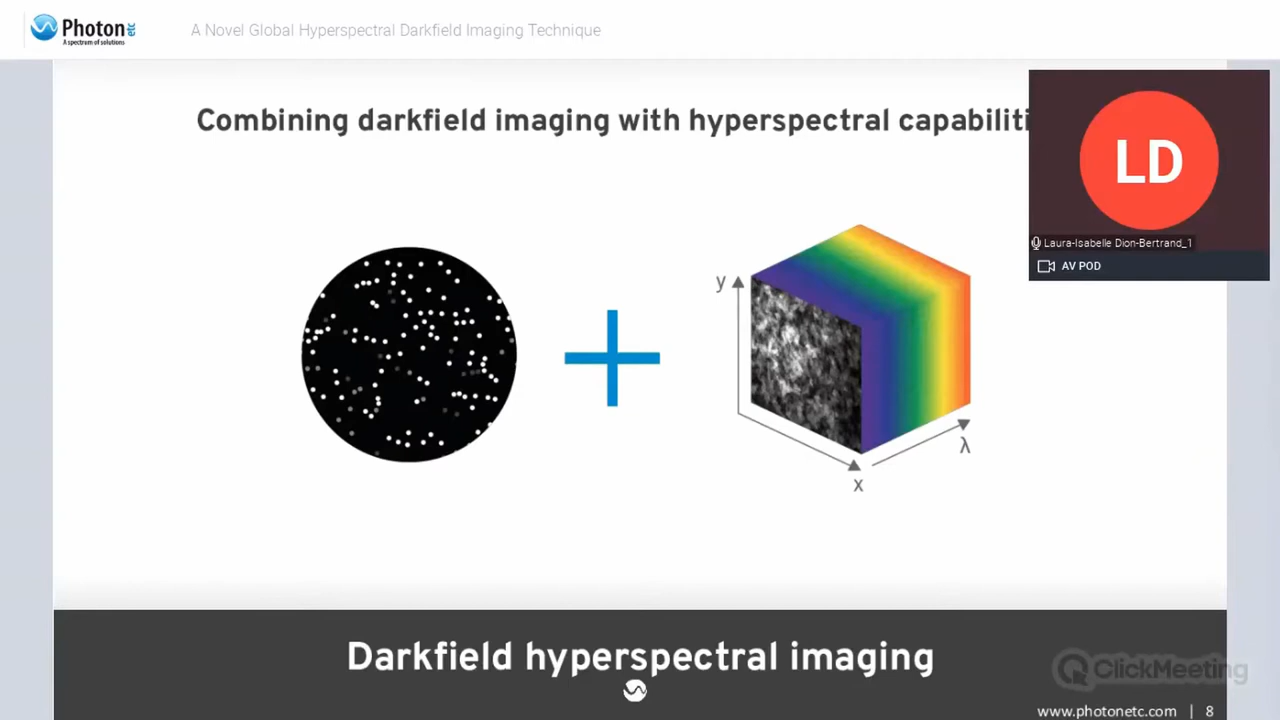 Photon etc
A spectrum of solutions
A Novel Global Hyperspectral Darkfield Imaging Technique
Combining darkfield imaging with hyperspectral capabiliti
LD
Laura-Isabelle Dion-Bertrand_1
AV POD
y
λ
x
Darkfield hyperspectral imaging
ClickMeeting
www.photonetc.com | 8